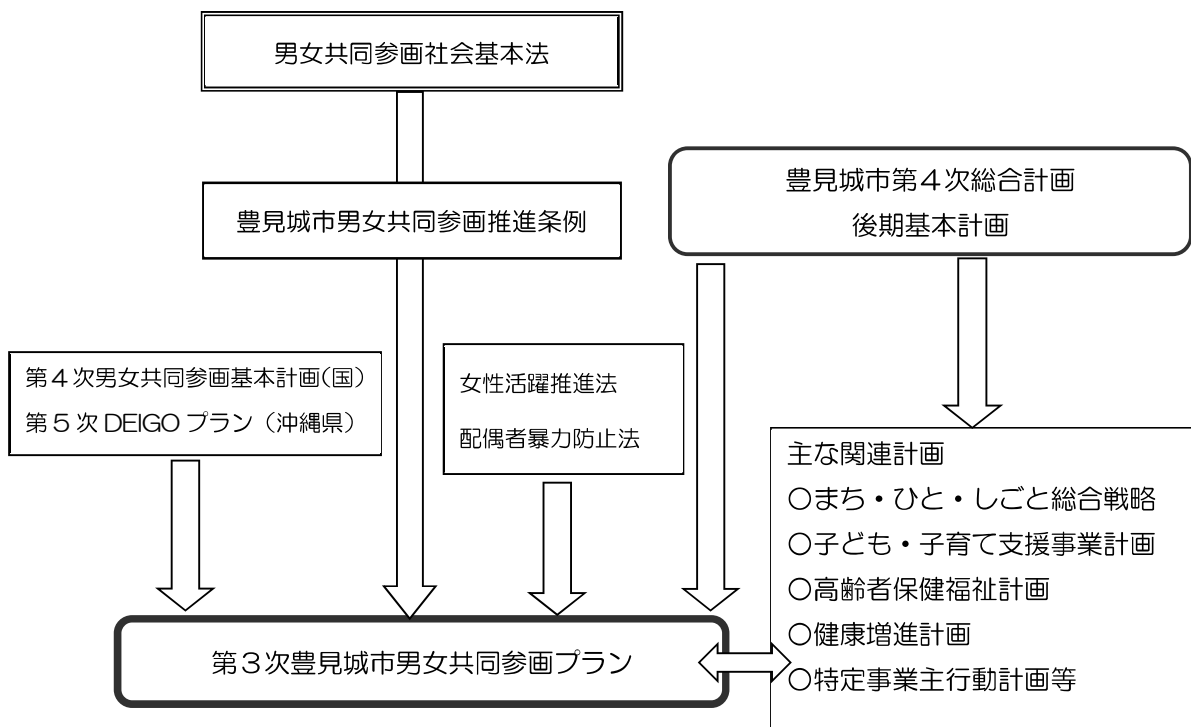 男女共同参画社会基本法
豊見城市男女共同参画推進条例
豊見城市第４次総合計画
後期基本計画
第４次男女共同参画基本計画(国)
第５次 DEIGO プラン（沖縄県）
女性活躍推進法
配偶者暴力防止法
主な関連計画
○まち・ひと・しごと総合戦略
○子ども・子育て支援事業計画
○高齢者保健福祉計画
○健康増進計画
○特定事業主行動計画等
第３次豊見城市男女共同参画プラン